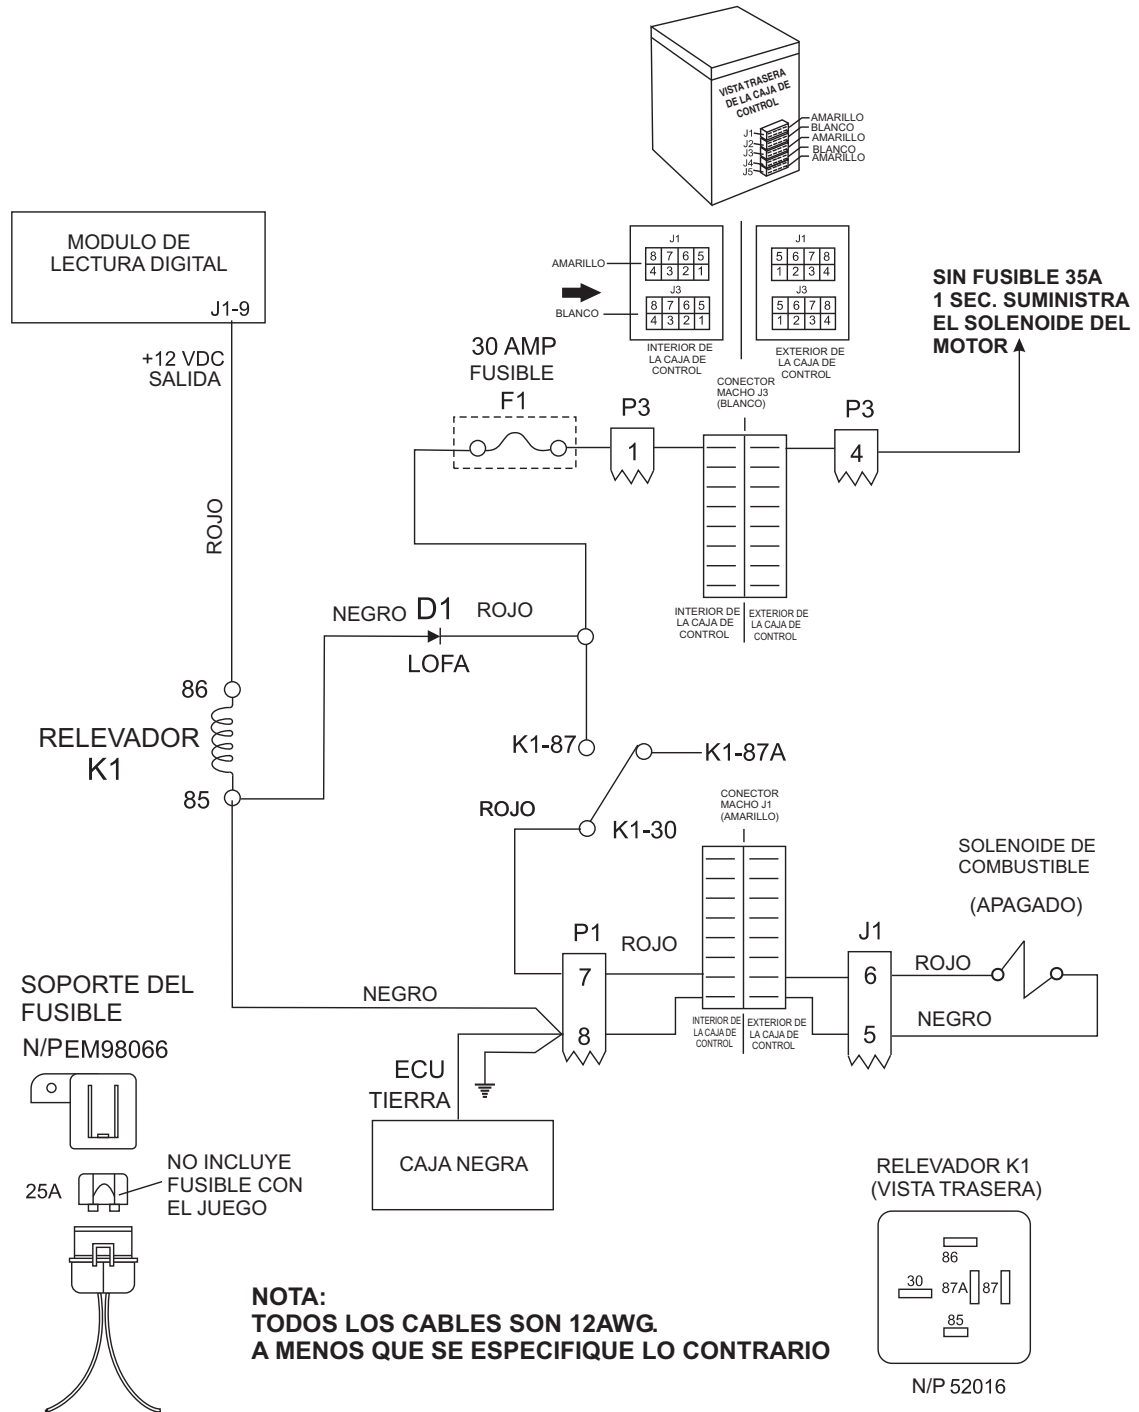 VISTA TRASERA
DE LA CAJA DE
CONTROL
J1
J2
J3
J4
J5
AMARILLO
BLANCO
AMARILLO
BLANCO
AMARILLO
MODULO DE
LECTURA DIGITAL
J1-9
+12 VDC
SALIDA
ROJO
AMARILLO
BLANCO
J1
8 7 6 5
4 3 2 1
J3
8 7 6 5
4 3 2 1
INTERIOR DE
LA CAJA DE
CONTROL
J1
5 6 7 8
1 2 3 4
J3
5 6 7 8
1 2 3 4
EXTERIOR DE
LA CAJA DE
CONTROL
SIN FUSIBLE 35A
1 SEC. SUMINISTRA
EL SOLENOIDE DEL
MOTOR
30 AMP
FUSIBLE
F1
P3
1
CONECTOR
MACHO J3
(BLANCO)
P3
4
INTERIOR DE
LA CAJA DE
CONTROL
EXTERIOR DE
LA CAJA DE
CONTROL
NEGRO
D1
ROJO
LOFA
86
RELEVADOR
K1
85
K1-87
K1-87A
ROJO
K1-30
CONECTOR
MACHO J1
(AMARILLO)
SOLENOIDE DE
COMBUSTIBLE
(APAGADO)
P1
7
8
ROJO
J1
6
5
ROJO
NEGRO
INTERIOR DE
LA CAJA DE
CONTROL
EXTERIOR DE
LA CAJA DE
CONTROL
NEGRO
ECU
TIERRA
CAJA NEGRA
SOPORTE DEL
FUSIBLE
N/PEM98066
25A
NO INCLUYE
FUSIBLE CON
EL JUEGO
RELEVADOR K1
(VISTA TRASERA)
86
30
87A
87
85
N/P 52016
NOTA:
TODOS LOS CABLES SON 12AWG.
A MENOS QUE SE ESPECIFIQUE LO CONTRARIO